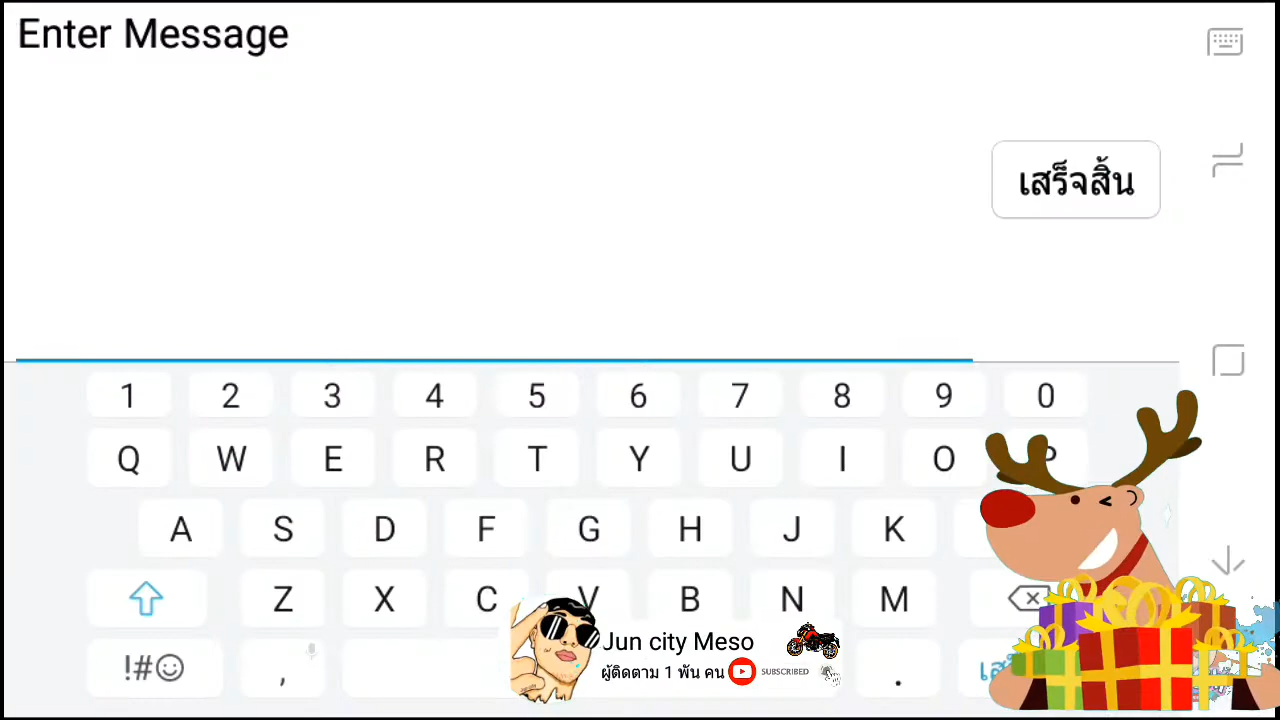 Enter Message
เสร็จสิ้น
1 2 3 4 5 6 7 8 9 0
Q W E R T Y U I O P
A S D F G H J K
Z X C V B N M
!#☺ , .
Jun city Meso
ผู้ติดตาม 1 พัน คน SUBSCRIBED